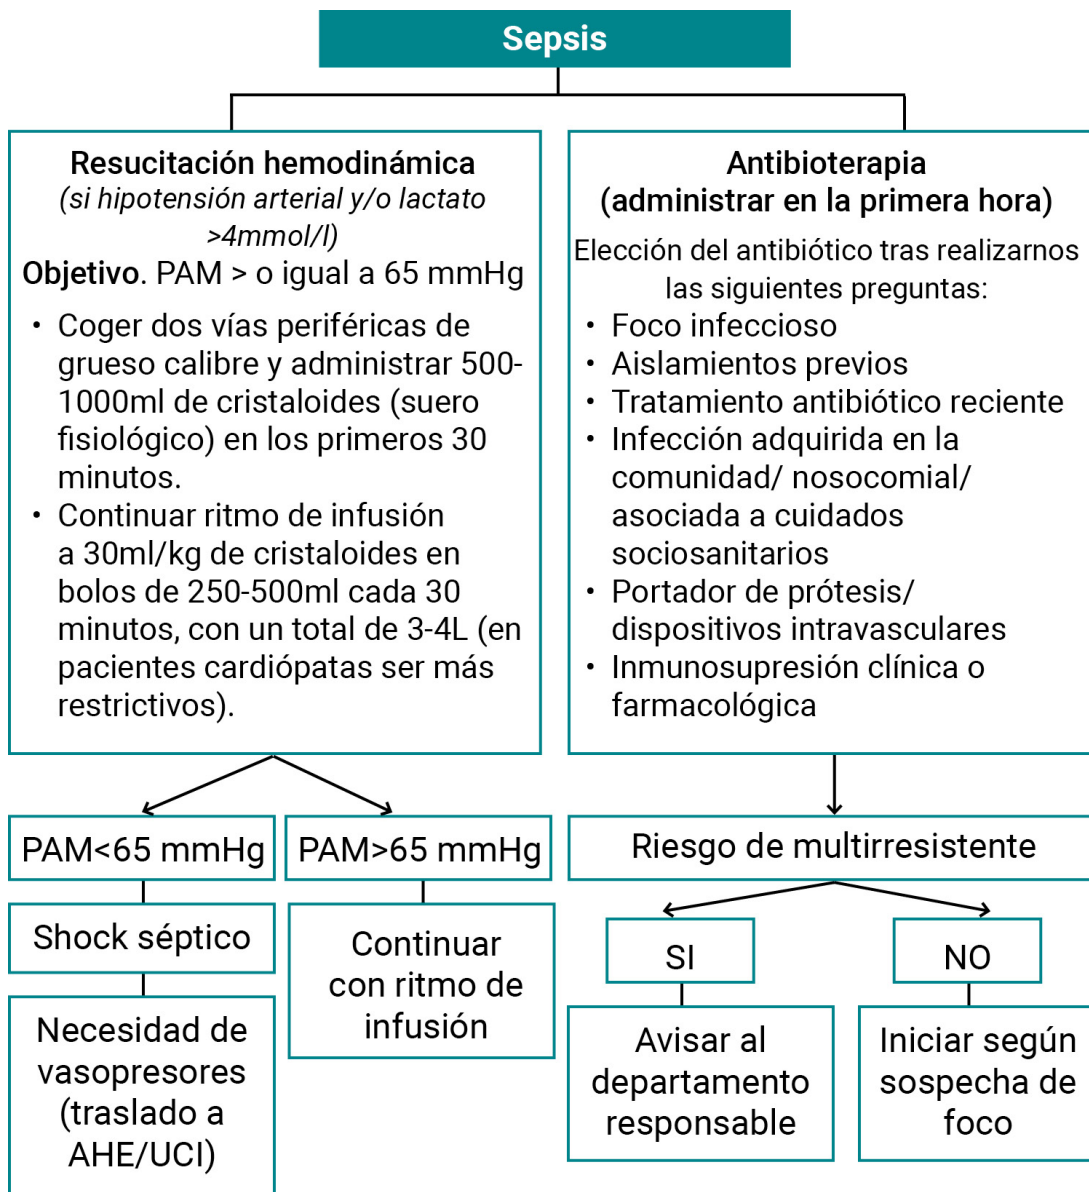 Sepsis
Resucitación hemodinámica
(si hipotensión arterial y/o lactato
>4mmol/l)
Objetivo. PAM > o igual a 65 mmHg
• Coger dos vías periféricas de
grueso calibre y administrar 500-
1000ml de cristaloides (suero
fisiológico) en los primeros 30
minutos.
• Continuar ritmo de infusión
a 30ml/kg de cristaloides en
bolos de 250-500ml cada 30
minutos, con un total de 3-4L (en
pacientes cardiópatas ser más
restrictivos).
Antibioterapia
(administrar en la primera hora)
Elección del antibiótico tras realizarnos
las siguientes preguntas:
• Foco infeccioso
• Aislamientos previos
• Tratamiento antibiótico reciente
• Infección adquirida en la
comunidad/ nosocomial/
asociada a cuidados
sociosanitarios
• Portador de prótesis/
dispositivos intravasculares
• Inmunosupresión clínica o
farmacológica
PAM<65 mmHg
PAM>65 mmHg
Riesgo de multirresistente
Shock séptico
Continuar
con ritmo de
infusión
SI
NO
Necesidad de
vasopresores
(traslado a
AHE/UCI)
Avisar al
departamento
responsable
Iniciar según
sospecha de
foco